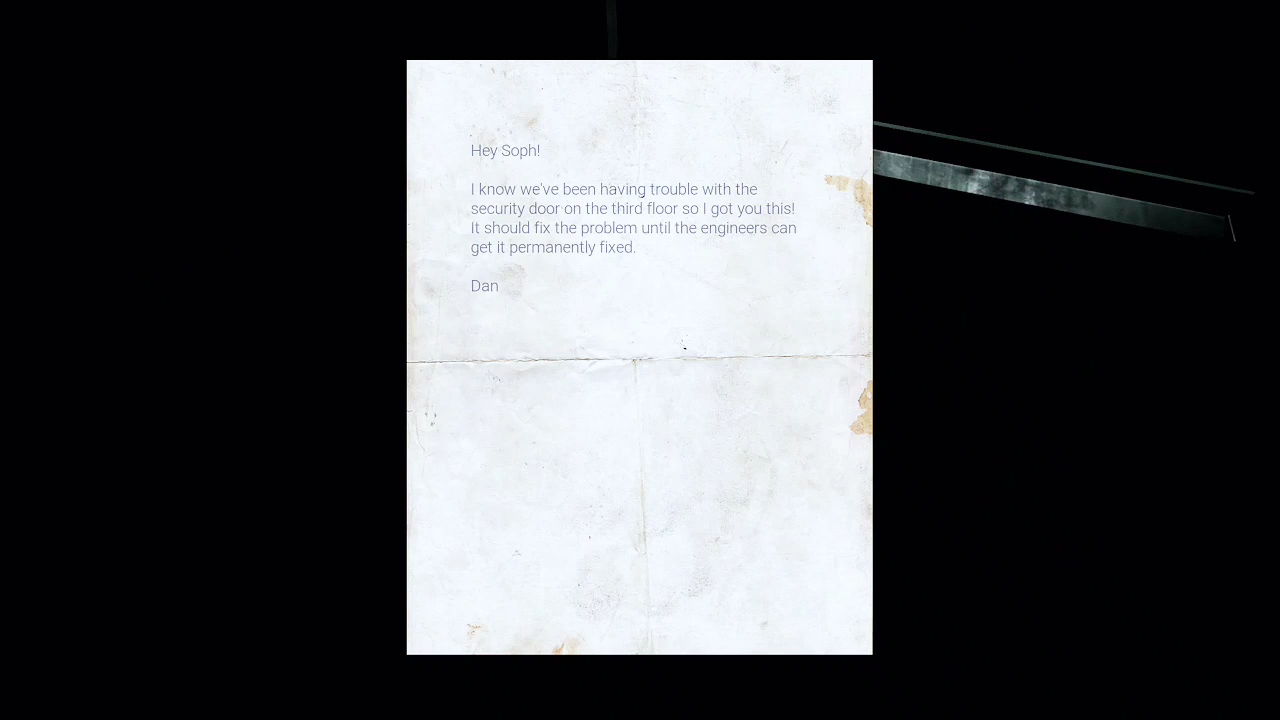 Hey Soph!
I know we've been having trouble with the
security door on the third floor so I got you this!
It should fix the problem until the engineers can
get it permanently fixed.
Dan